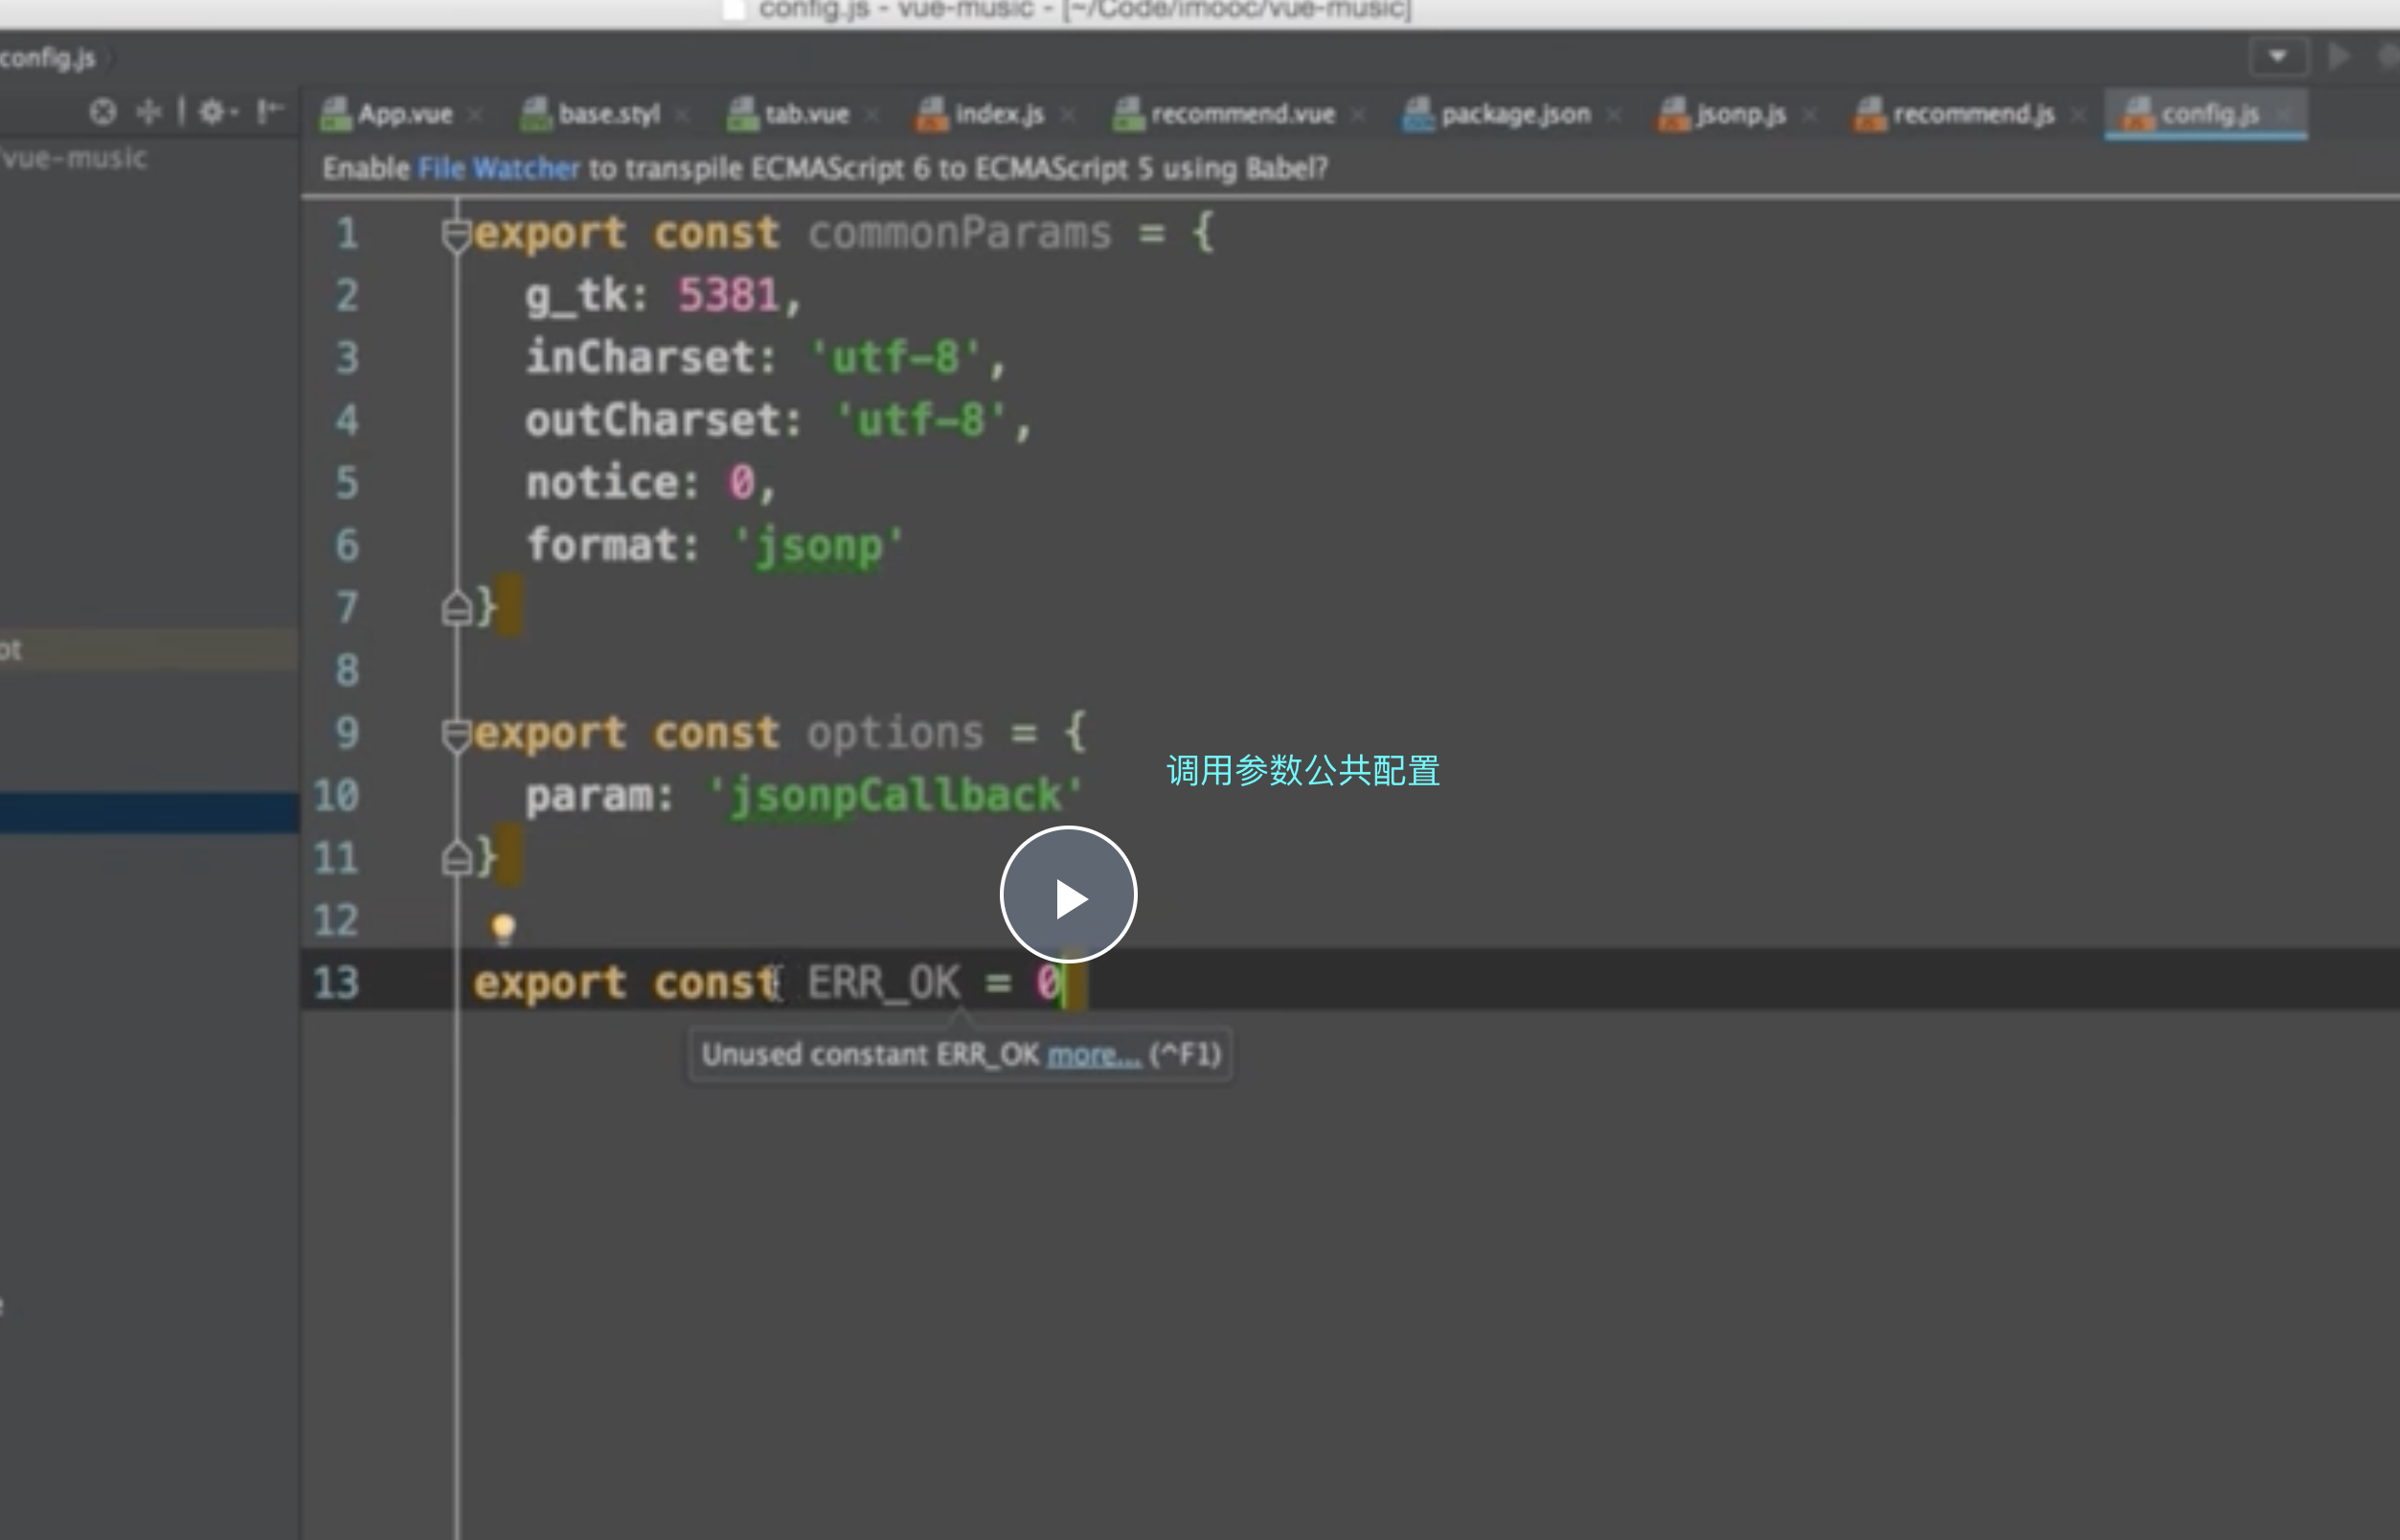 config.js - vue-music - [~/Code/imooc/vue-music]
config.js
App.vue base.styl tab.vue index.js recommend.vue package.json jsonp.js recommend.js config.js
/vue-music
Enable File Watcher to transpile ECMAScript 6 to ECMAScript 5 using Babel?
1 export const commonParams = {
2 g_tk: 5381,
3 inCharset: 'utf-8',
4 outCharset: 'utf-8',
5 notice: 0,
6 format: 'jsonp'
7 }
8
9 export const options = {
调用参数公共配置
10 param: 'jsonpCallback'
11 }
12
13 export const ERR_OK = 0
Unused constant ERR_OK more... (^F1)